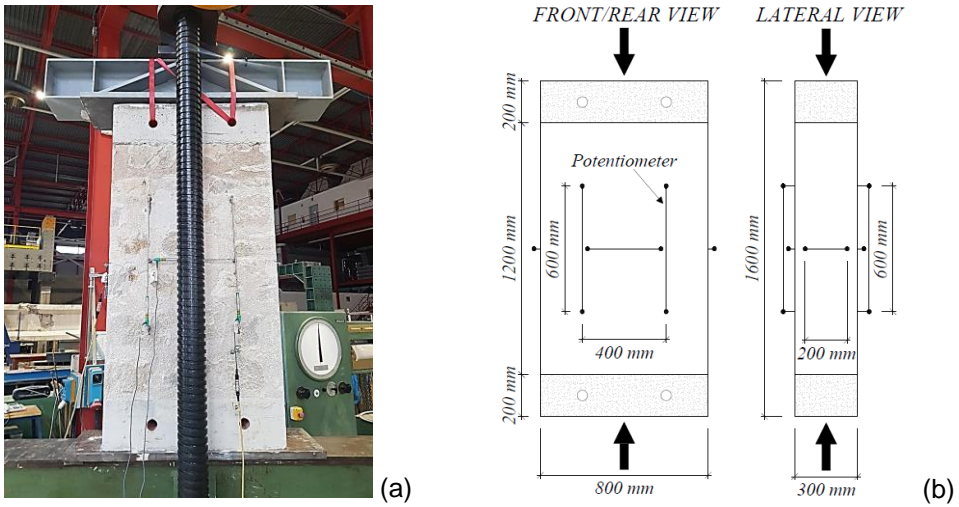 FRONT/REAR VIEW
LATERAL VIEW
200 mm
Potentiometer
1200 mm
600 mm
1600 mm
600 mm
400 mm
200 mm
200 mm
800 mm
300 mm
(a)
(b)